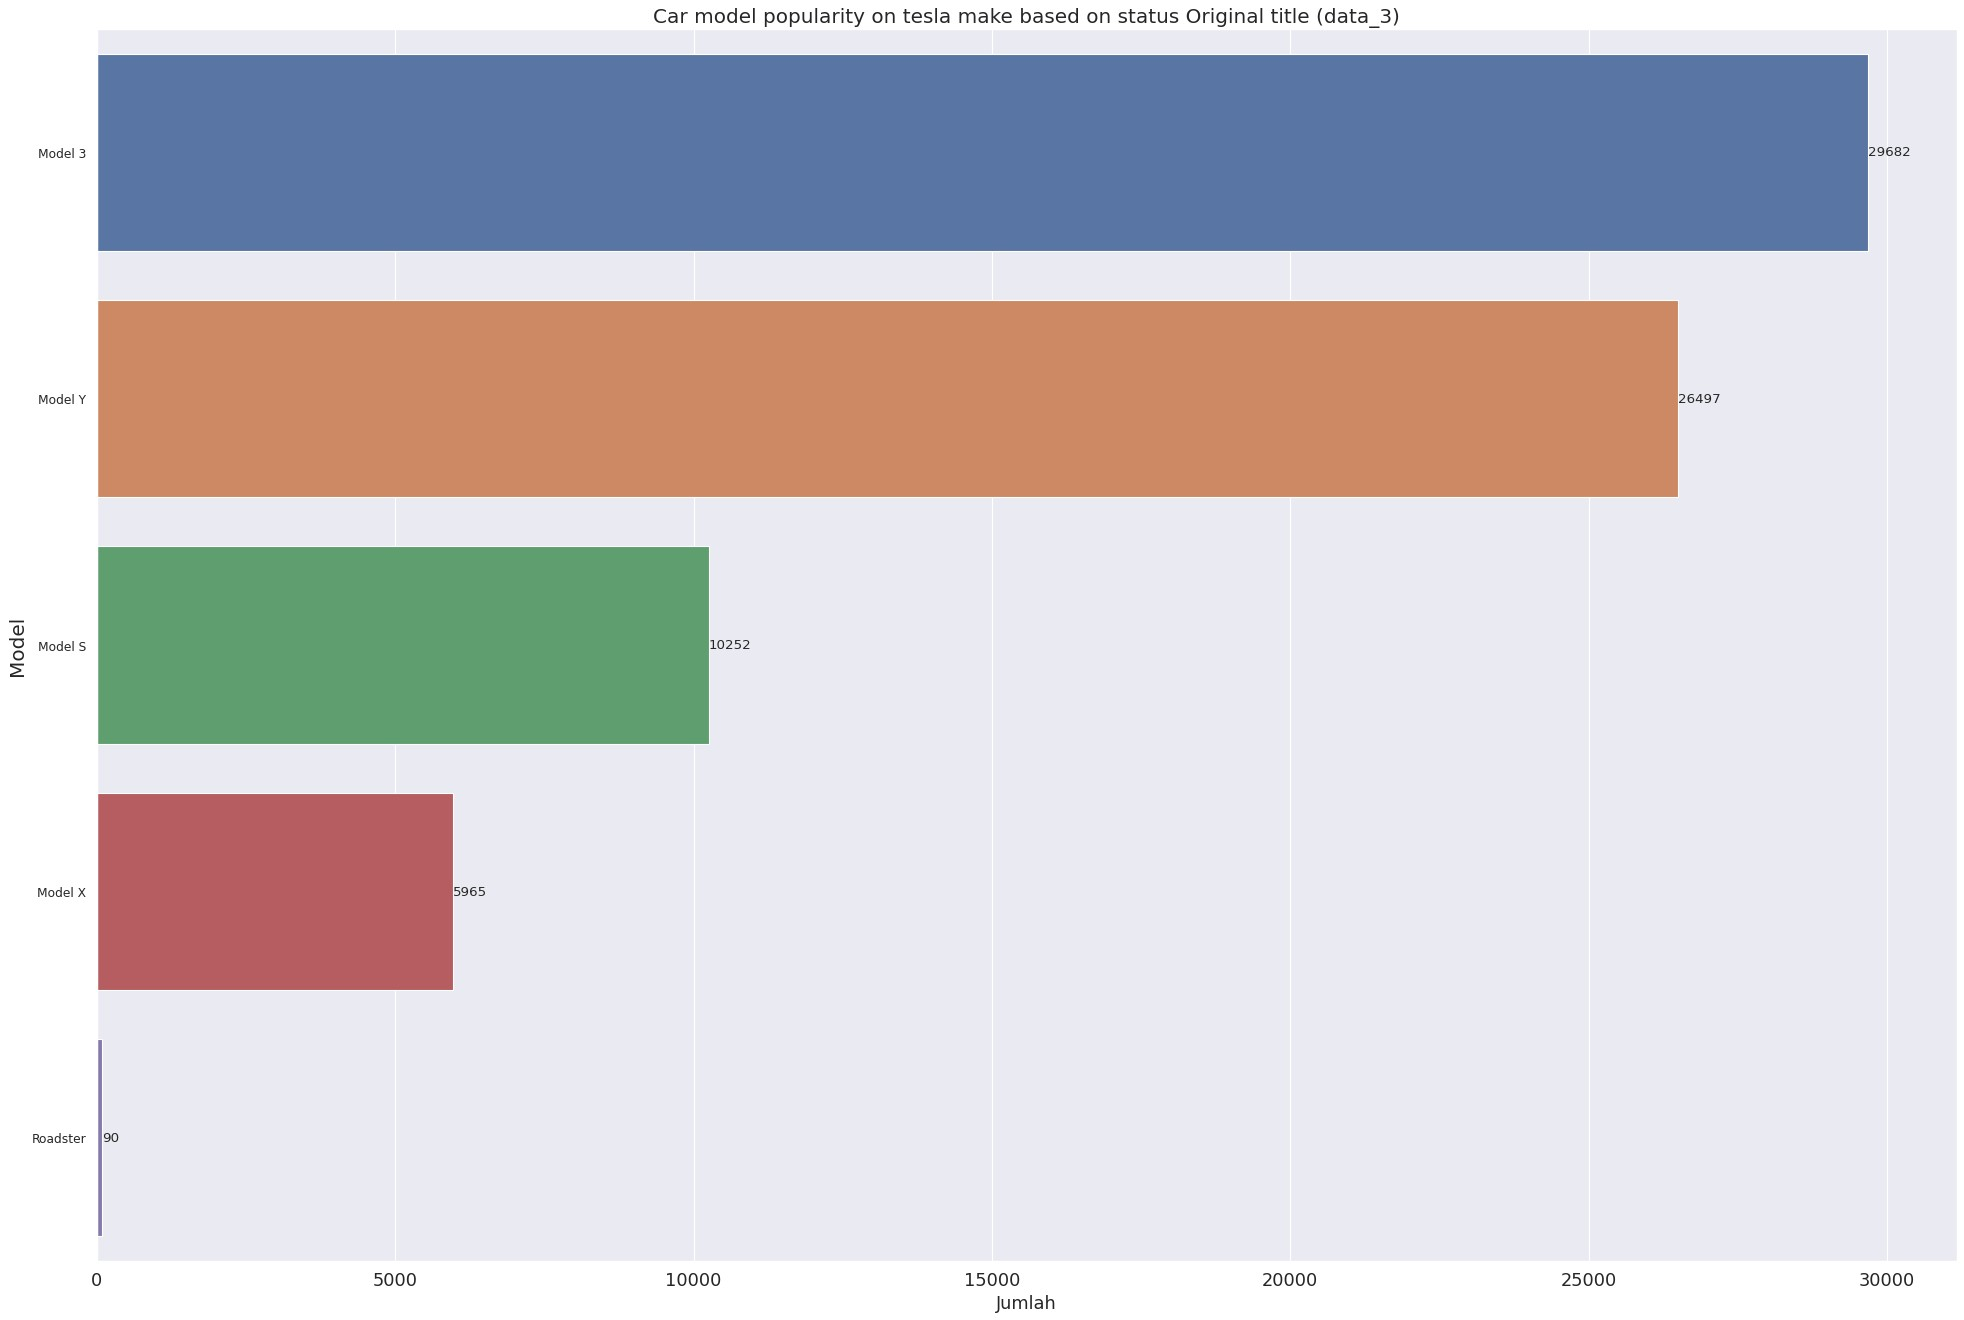 Car model popularity on tesla make based on status Original title (data_3)
Model
Model 3
29682
Model Y
26497
Model S
10252
Model X
5965
Roadster
90
0 5000 10000 15000 20000 25000 30000
Jumlah